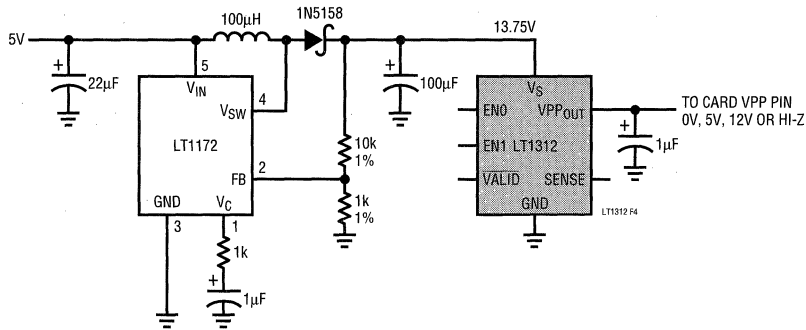 100µH
1N5158
5V
13.75V
+
22µF
5
VIN
VSW
4
LT1172
FB
2
GND
VC
3
1
10k
1%
1k
1%
1k
+
1µF
+
100µF
VS
EN0
VPPOUT
EN1
LT1312
VALID
SENSE
GND
+
1µF
TO CARD VPP PIN
0V, 5V, 12V OR HI-Z
LT1312 F4